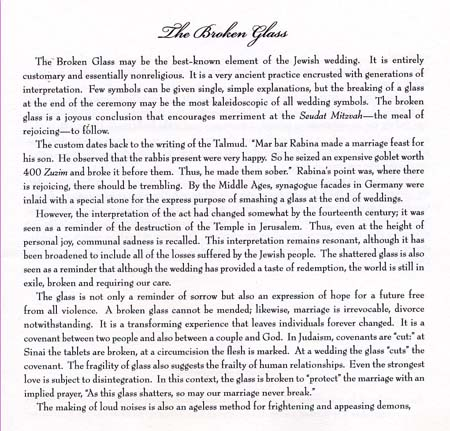 The Broken Glass
The Broken Glass may be the best-known element of the Jewish wedding. It is entirely
customary and essentially nonreligious. It is a very ancient practice encrusted with generations of
interpretation. Few symbols can be given single, simple explanations, but the breaking of a glass
at the end of the ceremony may be the most kaleidoscopic of all wedding symbols. The broken
glass is a joyous conclusion that encourages merriment at the Seudat Mitzvah—the meal of
rejoicing—to follow.
The custom dates back to the writing of the Talmud. "Mar bar Rabina made a marriage feast for
his son. He observed that the rabbis present were very happy. So he seized an expensive goblet worth
400 Zuzim and broke it before them. Thus, he made them sober." Rabina's point was, where there
is rejoicing, there should be trembling. By the Middle Ages, synagogue facades in Germany were
inlaid with a special stone for the express purpose of smashing a glass at the end of weddings.
However, the interpretation of the act had changed somewhat by the fourteenth century; it was
seen as a reminder of the destruction of the Temple in Jerusalem. Thus, even at the height of
personal joy, communal sadness is recalled. This interpretation remains resonant, although it has
been broadened to include all of the losses suffered by the Jewish people. The shattered glass is also
seen as a reminder that although the wedding has provided a taste of redemption, the world is still in
exile, broken and requiring our care.
The glass is not only a reminder of sorrow but also an expression of hope for a future free
from all violence. A broken glass cannot be mended; likewise, marriage is irrevocable, divorce
notwithstanding. It is a transforming experience that leaves individuals forever changed. It is a
covenant between two people and also between a couple and God. In Judaism, covenants are "cut:" at
Sinai the tablets are broken, at a circumcision the flesh is marked. At a wedding the glass "cuts" the
covenant. The fragility of glass also suggests the frailty of human relationships. Even the strongest
love is subject to disintegration. In this context, the glass is broken to "protect" the marriage with an
implied prayer, "As this glass shatters, so may our marriage never break."
The making of loud noises is also an ageless method for frightening and appeasing demons,